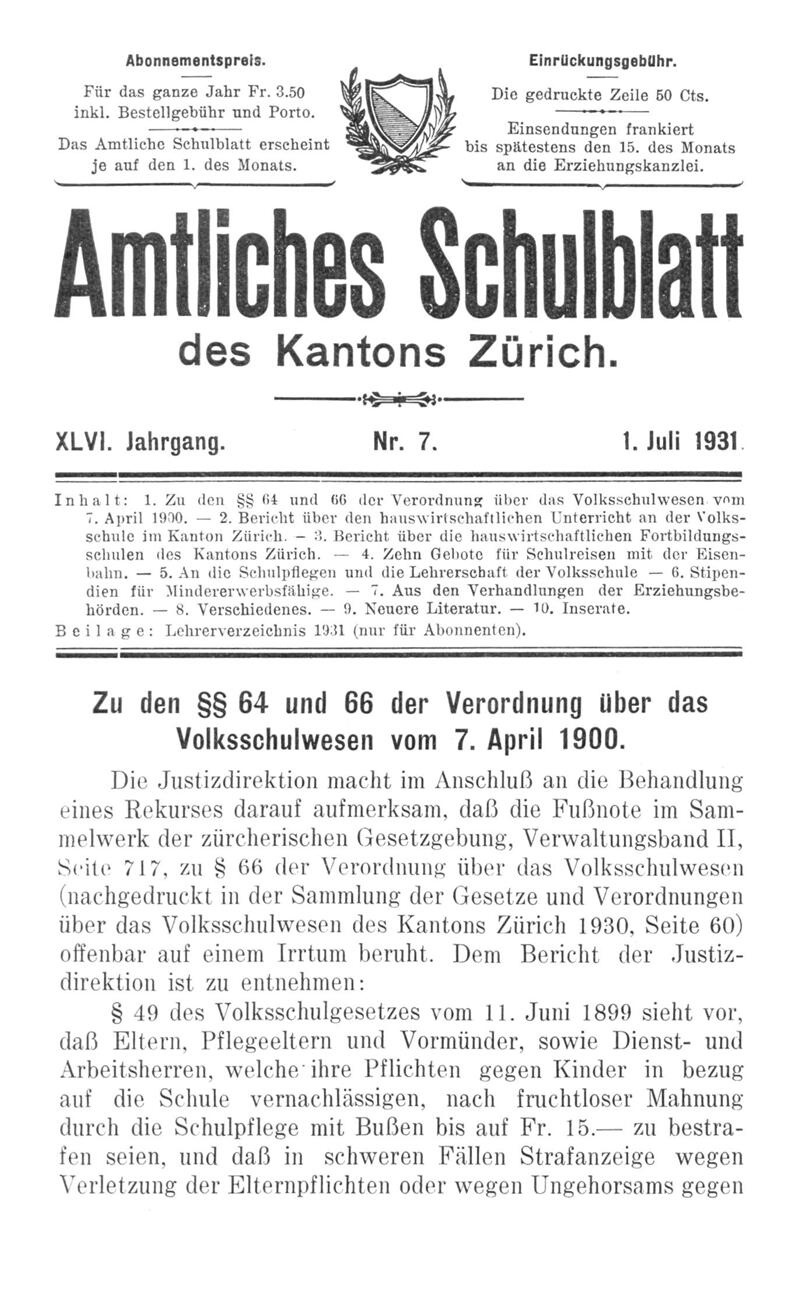 Abonnementspreis.
Für das ganze Jahr Fr. 3.50
inkl. Bestellgebühr und Porto.
Das Amtliche Schulblatt erscheint
je auf den 1. des Monats.
Einrückungsgebühr.
Die gedruckte Zeile 50 Cts.
Einsendungen frankiert
bis spätestens den 15. des Monats
an die Erziehungskanzlei.
Amtliches Schulblatt
des Kantons Zürich.
XLVI. Jahrgang. Nr. 7. 1. Juli 1931.
Inhalt: 1. Zu den §§ 64 und 66 der Verordnung über das Volksschulwesen vom
7. April 1900. — 2. Bericht über den hauswirtschaftlichen Unterricht an der Volks-
schule im Kanton Zürich. – 3. Bericht über die hauswirtschaftlichen Fortbildungs-
schulen des Kantons Zürich. — 4. Zehn Gebote für Schulreisen mit der Eisen-
bahn. — 5. An die Schulpflegen und die Lehrerschaft der Volksschule — 6. Stipen-
dien für Mindererwerbsfähige. — 7. Aus den Verhandlungen der Erziehungsbe-
hörden. — 8. Verschiedenes. — 9. Neuere Literatur. — 10. Inserate.
Beilage: Lehrerverzeichnis 1931 (nur für Abonnenten).
Zu den §§ 64 und 66 der Verordnung über das
Volksschulwesen vom 7. April 1900.
Die Justizdirektion macht im Anschluß an die Behandlung
eines Rekurses darauf aufmerksam, daß die Fußnote im Sam-
melwerk der zürcherischen Gesetzgebung, Verwaltungsband II,
Seite 717, zu § 66 der Verordnung über das Volksschulwesen
(nachgedruckt in der Sammlung der Gesetze und Verordnungen
über das Volksschulwesen des Kantons Zürich 1930, Seite 60)
offenbar auf einem Irrtum beruht. Dem Bericht der Justiz-
direktion ist zu entnehmen:
§ 49 des Volksschulgesetzes vom 11. Juni 1899 sieht vor,
daß Eltern, Pflegeeltern und Vormünder, sowie Dienst- und
Arbeitsherren, welche ihre Pflichten gegen Kinder in bezug
auf die Schule vernachlässigen, nach fruchtloser Mahnung
durch die Schulpflege mit Bußen bis auf Fr. 15.— zu bestra-
fen seien, und daß in schweren Fällen Strafanzeige wegen
Verletzung der Elternpflichten oder wegen Ungehorsams gegen